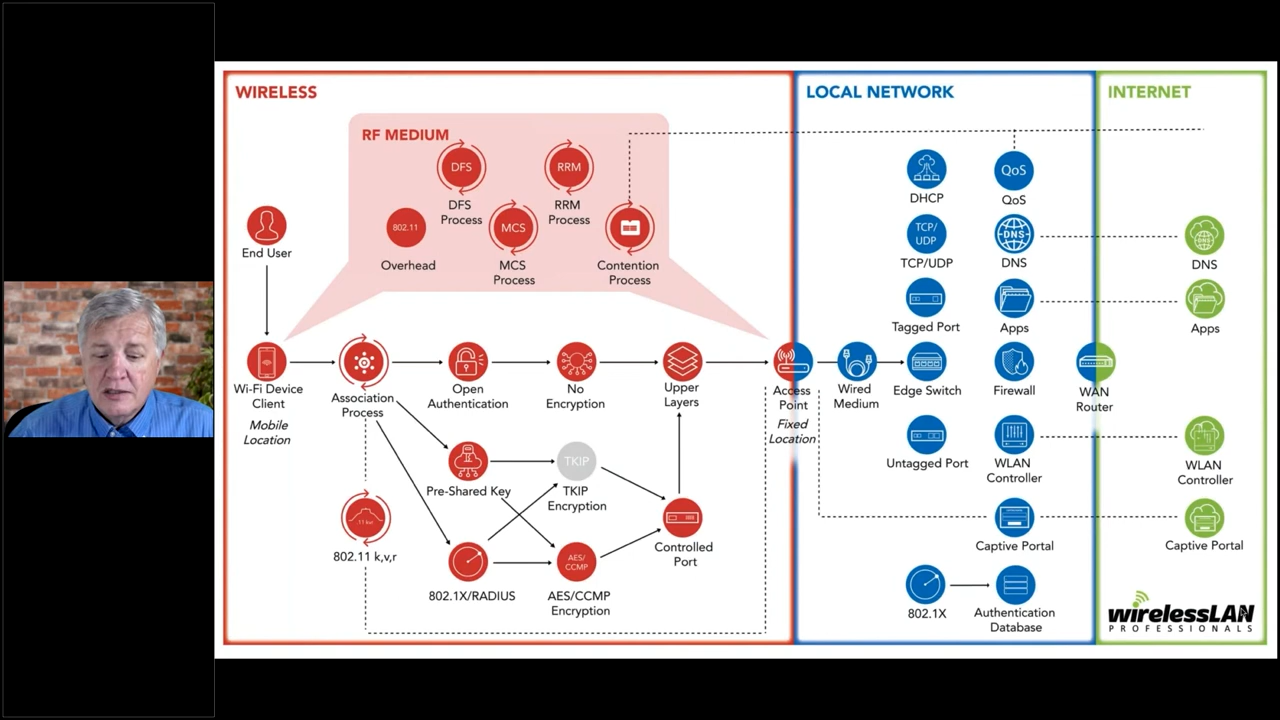 WIRELESS
RF MEDIUM
DFS
DFS
Process
RRM
RRM
Process
802.11
Overhead
MCS
MCS
Process
Contention
Process
End User
Wi-Fi Device
Client
Mobile
Location
Association
Process
Open
Authentication
No
Encryption
Upper
Layers
Access
Point
Fixed
Location
Pre-Shared Key
TKIP
TKIP
Encryption
.11 kvr
802.11 k,v,r
802.1X/RADIUS
AES/
CCMP
AES/CCMP
Encryption
Controlled
Port
LOCAL NETWORK
DHCP
QoS
QoS
TCP/
UDP
TCP/UDP
DNS
DNS
Tagged Port
Apps
Wired
Medium
Edge Switch
Firewall
WAN
Router
Untagged Port
WLAN
Controller
Captive Portal
802.1X
Authentication
Database
INTERNET
DNS
DNS
Apps
WLAN
Controller
Captive Portal
wirelessLAN
PROFESSIONALS